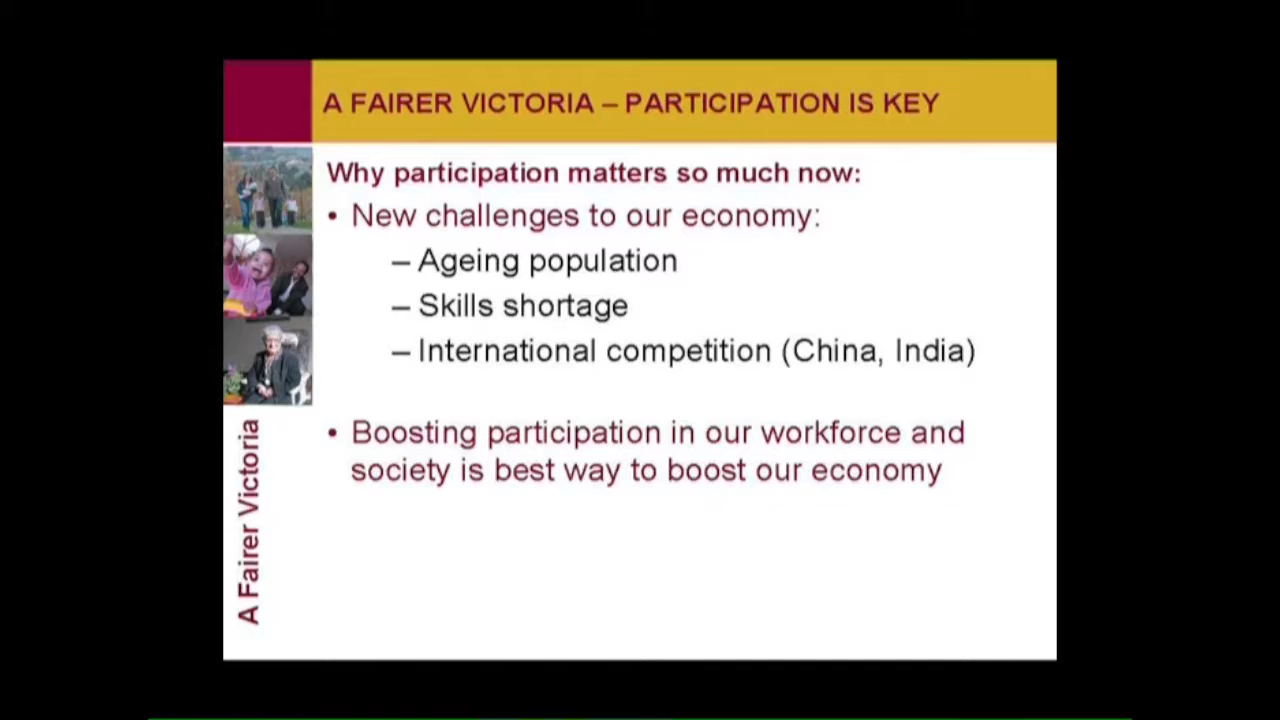 A FAIRER VICTORIA – PARTICIPATION IS KEY
Why participation matters so much now:
• New challenges to our economy:
– Ageing population
– Skills shortage
– International competition (China, India)
• Boosting participation in our workforce and
society is best way to boost our economy
A Fairer Victoria